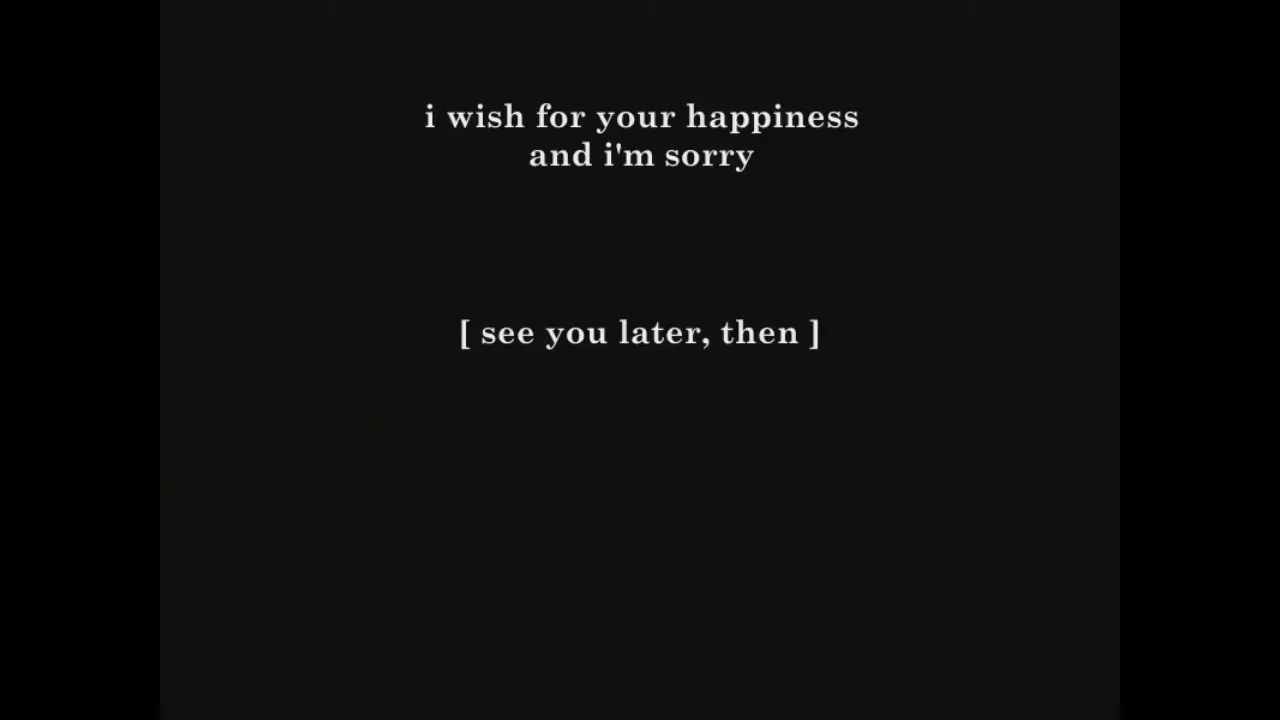 i wish for your happiness
and i'm sorry
[ see you later, then ]